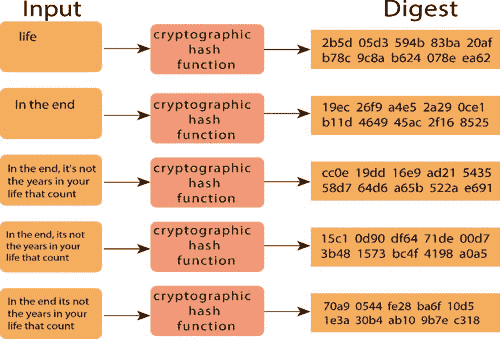 Input
Digest
life
cryptographic
hash
function
2b5d 05d3 594b 83ba 20af
b78c 9c8a b624 078e ea62
In the end
cryptographic
hash
function
19ec 26f9 a4e5 2a29 0ce1
b11d 4649 45ac 2f16 8525
In the end, it's not
the years in your
life that count
cryptographic
hash
function
cc0e 19dd 16e9 ad21 5435
58d7 64d6 a65b 522a e691
In the end, its not
the years in your
life that count
cryptographic
hash
function
15c1 0d90 df64 71de 00d7
3b48 1573 bc4f 4198 a0a5
In the end its not
the years in your
life that count
cryptographic
hash
function
70a9 0544 fe28 ba6f 10d5
1e3a 30b4 ab10 9b7e c318